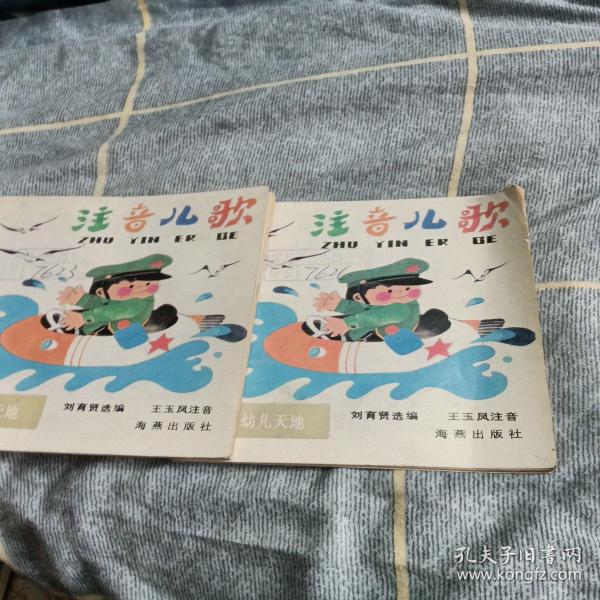 注音儿歌
ZHU YIN ER GE
7623
天地
刘育贤选编
王玉凤注音
海燕出版社
注音儿歌
ZHU YIN ER GE
7626
幼儿天地
刘育贤选编
王玉凤注音
海燕出版社
孔夫子旧书网
www.kongfz.com